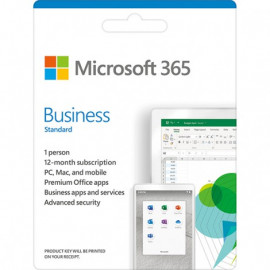 Microsoft 365
Business
Standard
1 person
12-month subscription
PC, Mac, and mobile
Premium Office apps
Business apps and services
Advanced security
PRODUCT KEY WILL BE PRINTED
ON YOUR RECEIPT.